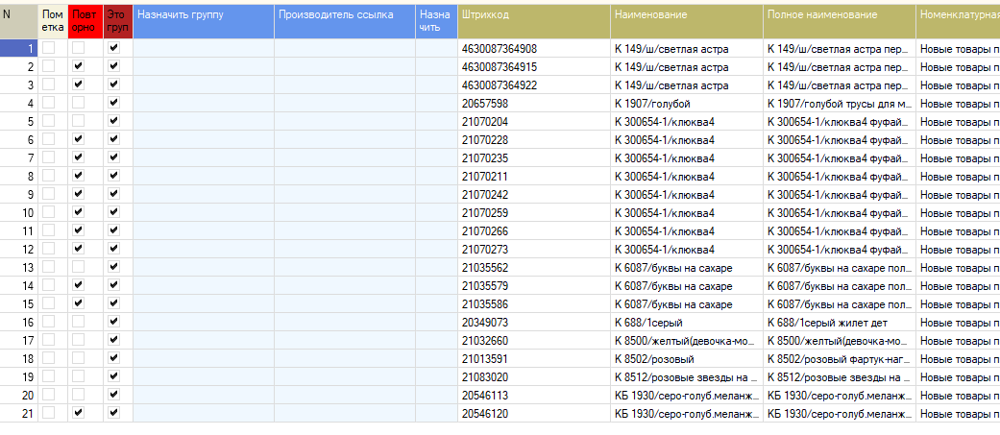 N Пом етка Повт орно Это груп Назначить группу Производитель ссылка Назна чить Штрихкод Наименование Полное наименование Номенклатурная
1 4630087364908 К 149/ш/светлая астра К 149/ш/светлая астра пер... Новые товары п
2 4630087364915 К 149/ш/светлая астра К 149/ш/светлая астра пер... Новые товары п
3 4630087364922 К 149/ш/светлая астра К 149/ш/светлая астра пер... Новые товары п
4 20657598 К 1907/голубой К 1907/голубой трусы для м... Новые товары п
5 21070204 К 300654-1/клюква4 К 300654-1/клюква4 фуфай... Новые товары п
6 21070228 К 300654-1/клюква4 К 300654-1/клюква4 фуфай... Новые товары п
7 21070235 К 300654-1/клюква4 К 300654-1/клюква4 фуфай... Новые товары п
8 21070211 К 300654-1/клюква4 К 300654-1/клюква4 фуфай... Новые товары п
9 21070242 К 300654-1/клюква4 К 300654-1/клюква4 фуфай... Новые товары п
10 21070259 К 300654-1/клюква4 К 300654-1/клюква4 фуфай... Новые товары п
11 21070266 К 300654-1/клюква4 К 300654-1/клюква4 фуфай... Новые товары п
12 21070273 К 300654-1/клюква4 К 300654-1/клюква4 фуфай... Новые товары п
13 21035562 К 6087/буквы на сахаре К 6087/буквы на сахаре пол... Новые товары п
14 21035579 К 6087/буквы на сахаре К 6087/буквы на сахаре пол... Новые товары п
15 21035586 К 6087/буквы на сахаре К 6087/буквы на сахаре пол... Новые товары п
16 20349073 К 688/1серый К 688/1серый жилет дет Новые товары п
17 21032660 К 8500/желтый(девочка-мо... К 8500/желтый(девочка-мо... Новые товары п
18 21013591 К 8502/розовый К 8502/розовый фартук-наг... Новые товары п
19 21083020 К 8512/розовые звезды на ... К 8512/розовые звезды на ... Новые товары п
20 20546113 КБ 1930/серо-голуб.меланж... КБ 1930/серо-голуб.меланж... Новые товары п
21 20546120 КБ 1930/серо-голуб.меланж... КБ 1930/серо-голуб.меланж... Новые товары п